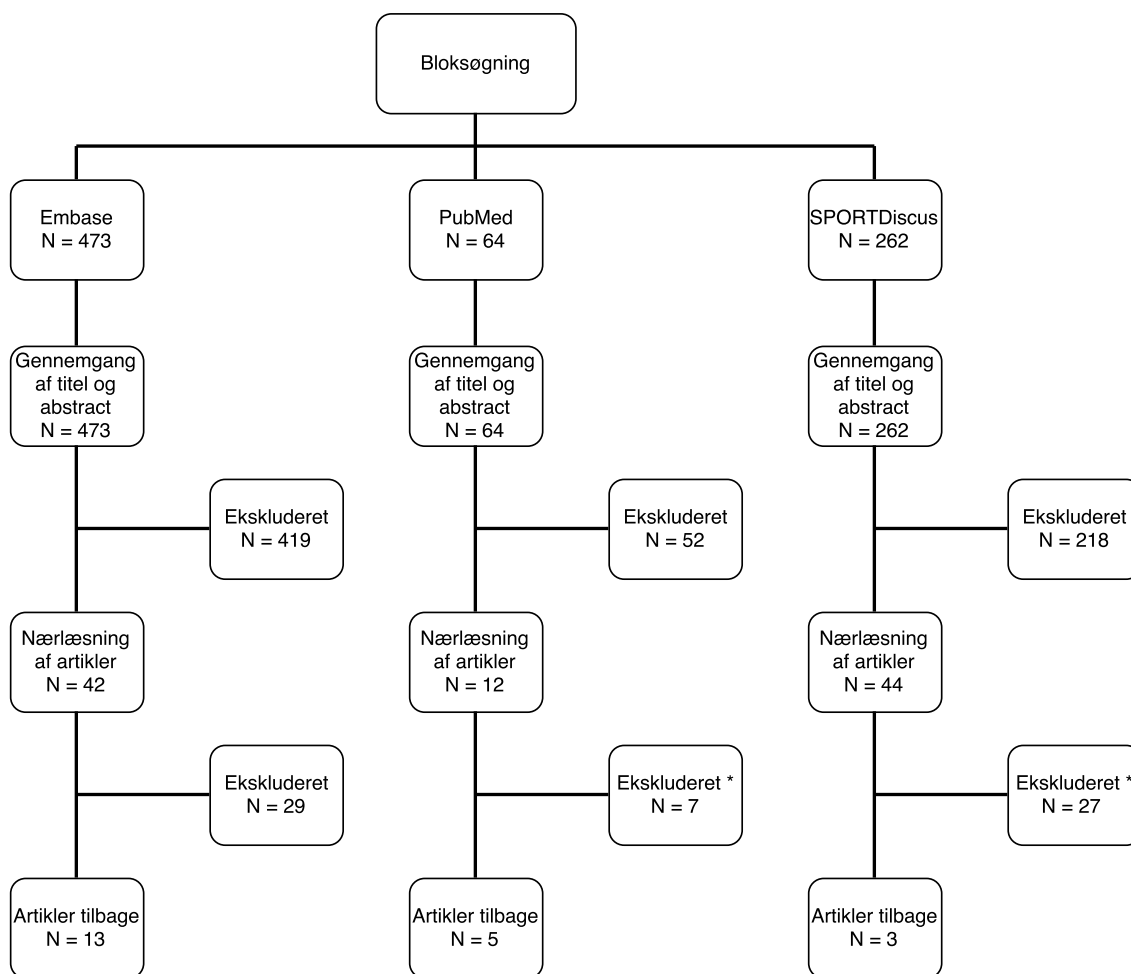 Bloksøgning
Embase
N = 473
PubMed
N = 64
SPORTDiscus
N = 262
Gennemgang
af titel og
abstract
N = 473
Gennemgang
af titel og
abstract
N = 64
Gennemgang
af titel og
abstract
N = 262
Ekskluderet
N = 419
Ekskluderet
N = 52
Ekskluderet
N = 218
Nærlæsning
af artikler
N = 42
Nærlæsning
af artikler
N = 12
Nærlæsning
af artikler
N = 44
Ekskluderet
N = 29
Ekskluderet *
N = 7
Ekskluderet *
N = 27
Artikler tilbage
N = 13
Artikler tilbage
N = 5
Artikler tilbage
N = 3